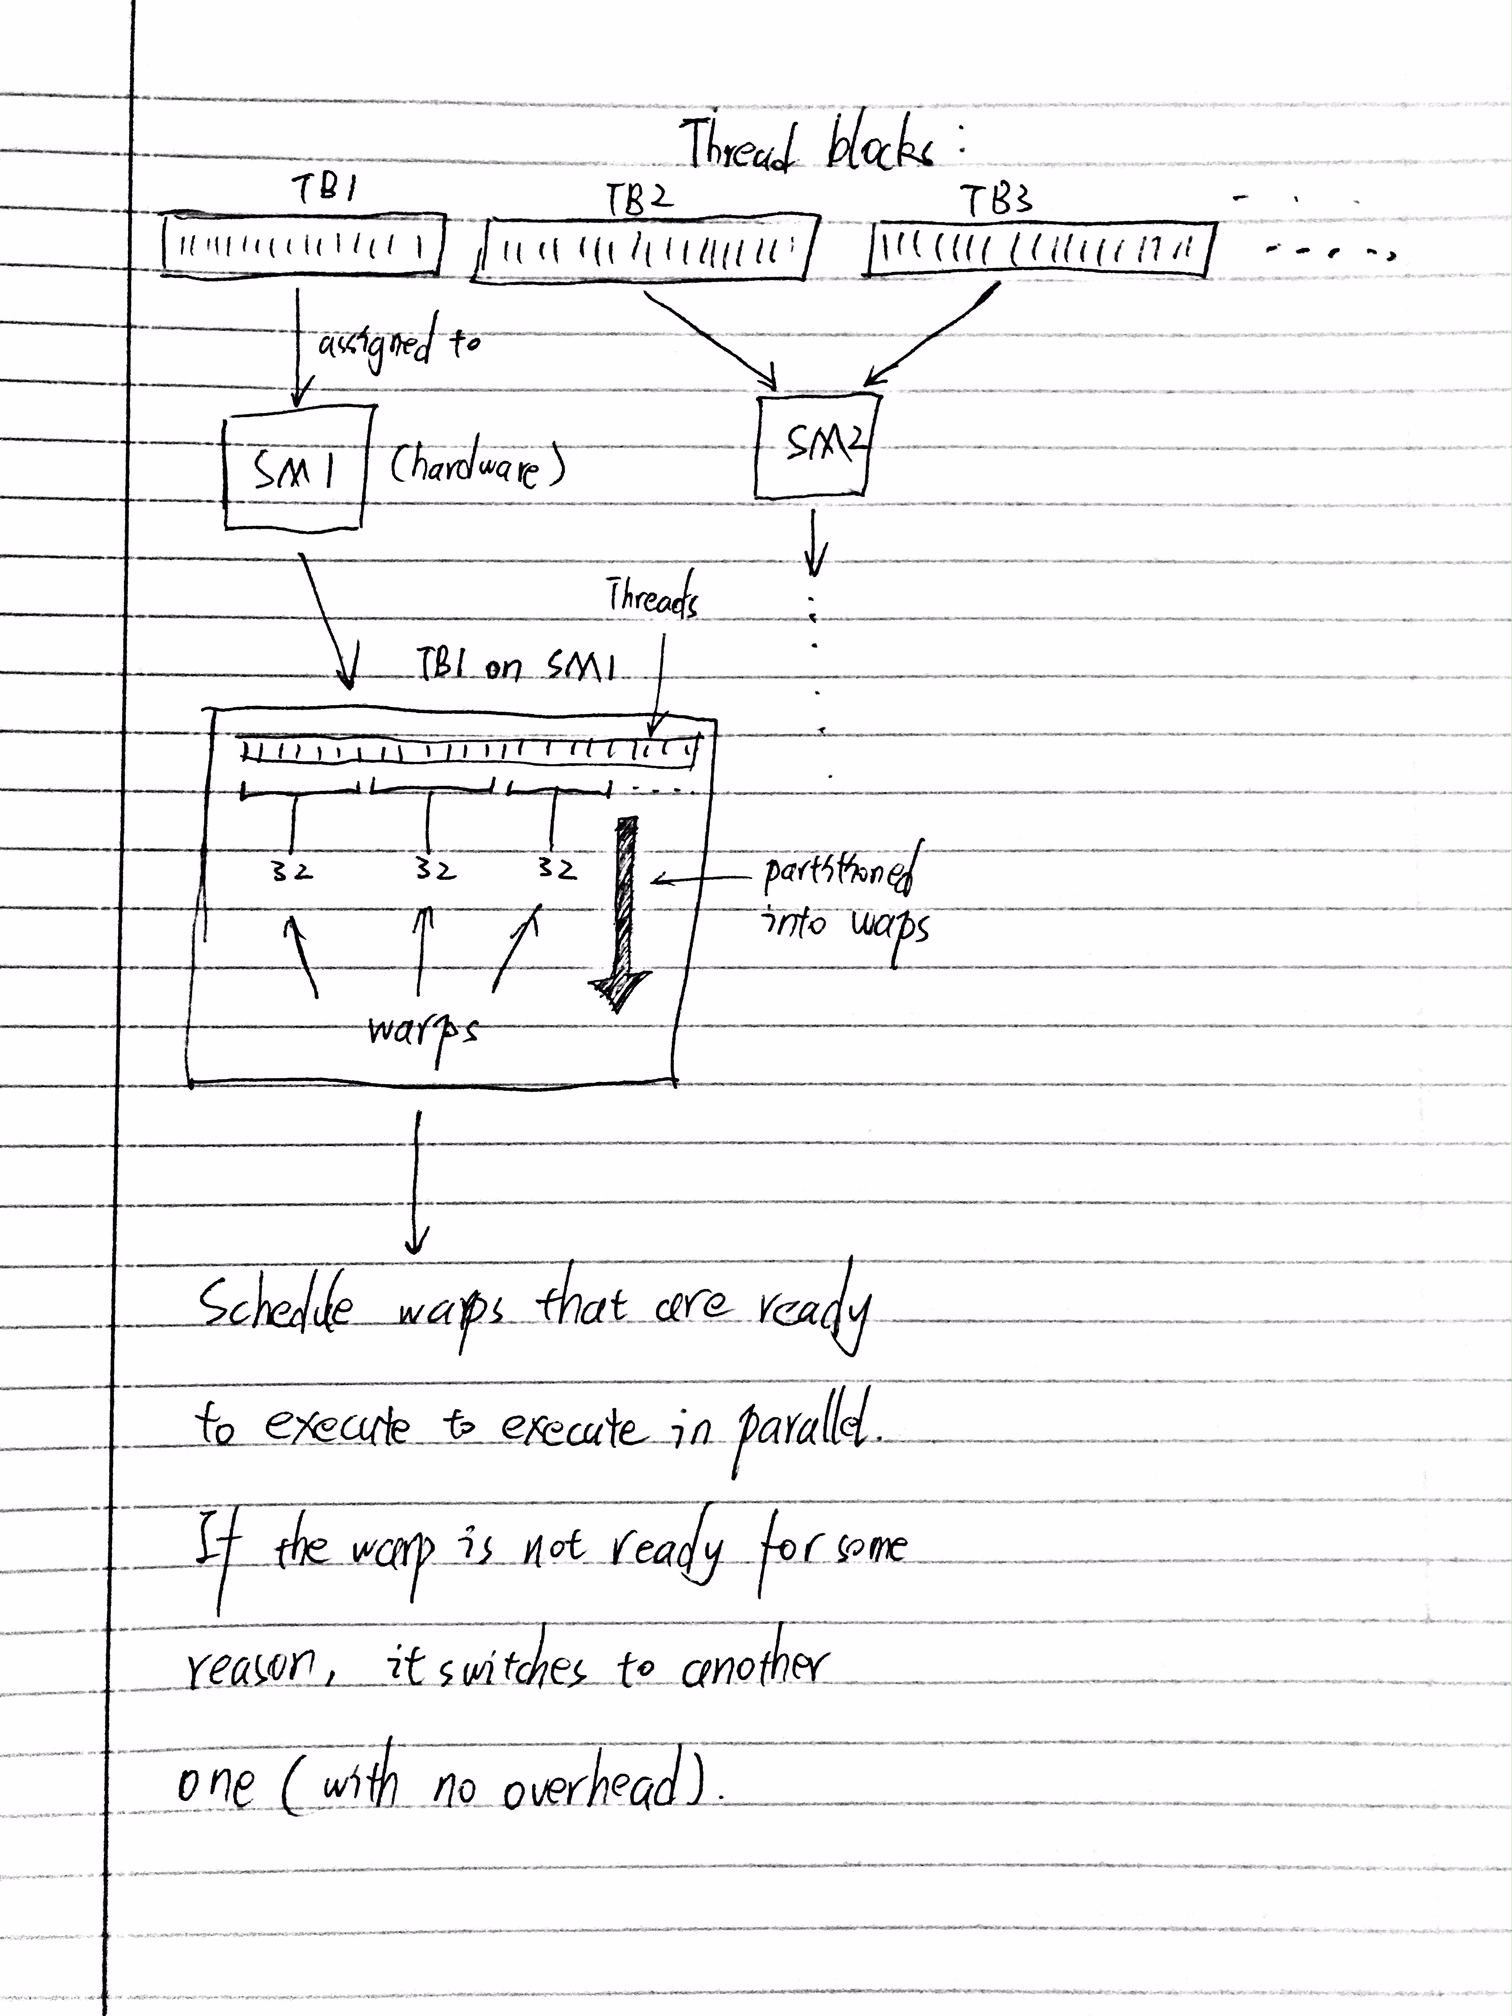 Thread blocks:
TB1 TB2 TB3
assigned to
SM1 (hardware) SM2
Threads
TB1 on SM1
32 32 32
partitioned
into waps
warps
Schedule warps that are ready
to execute to execute in parallel.
If the warp is not ready for some
reason, it switches to another
one (with no overhead).